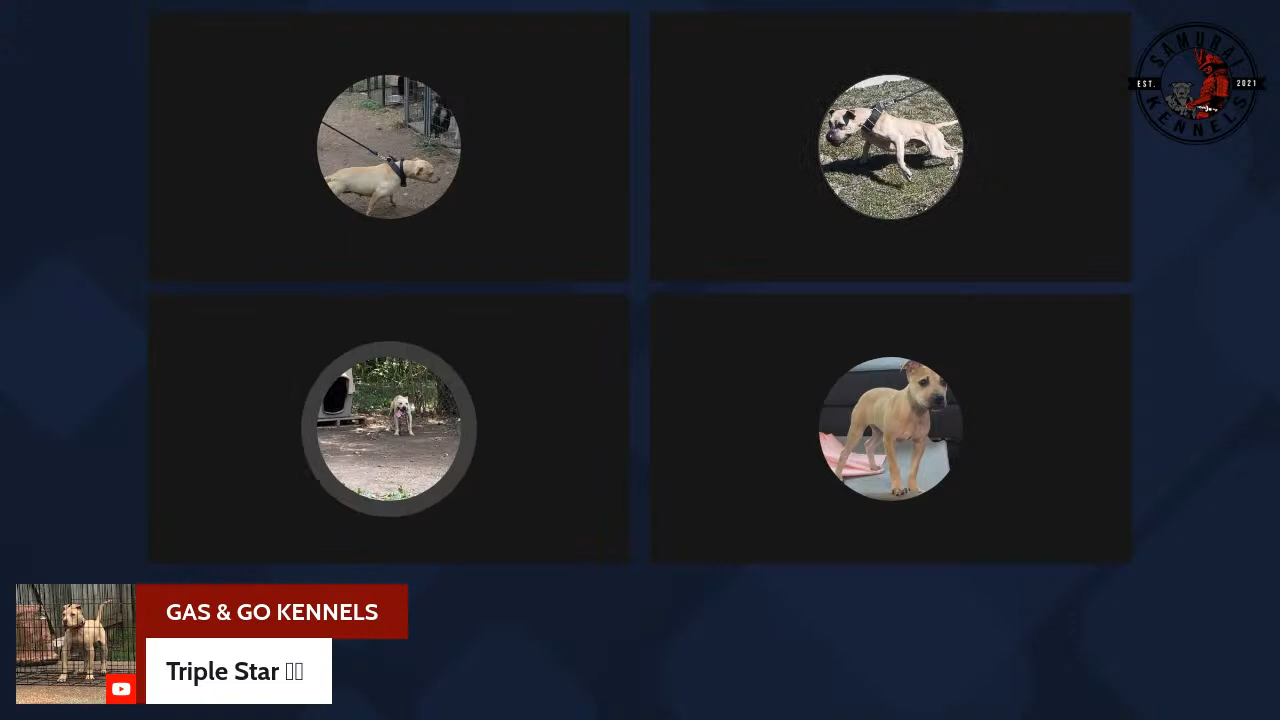 SAMURAI
EST. 2021
KENNELS
GAS & GO KENNELS
Triple Star